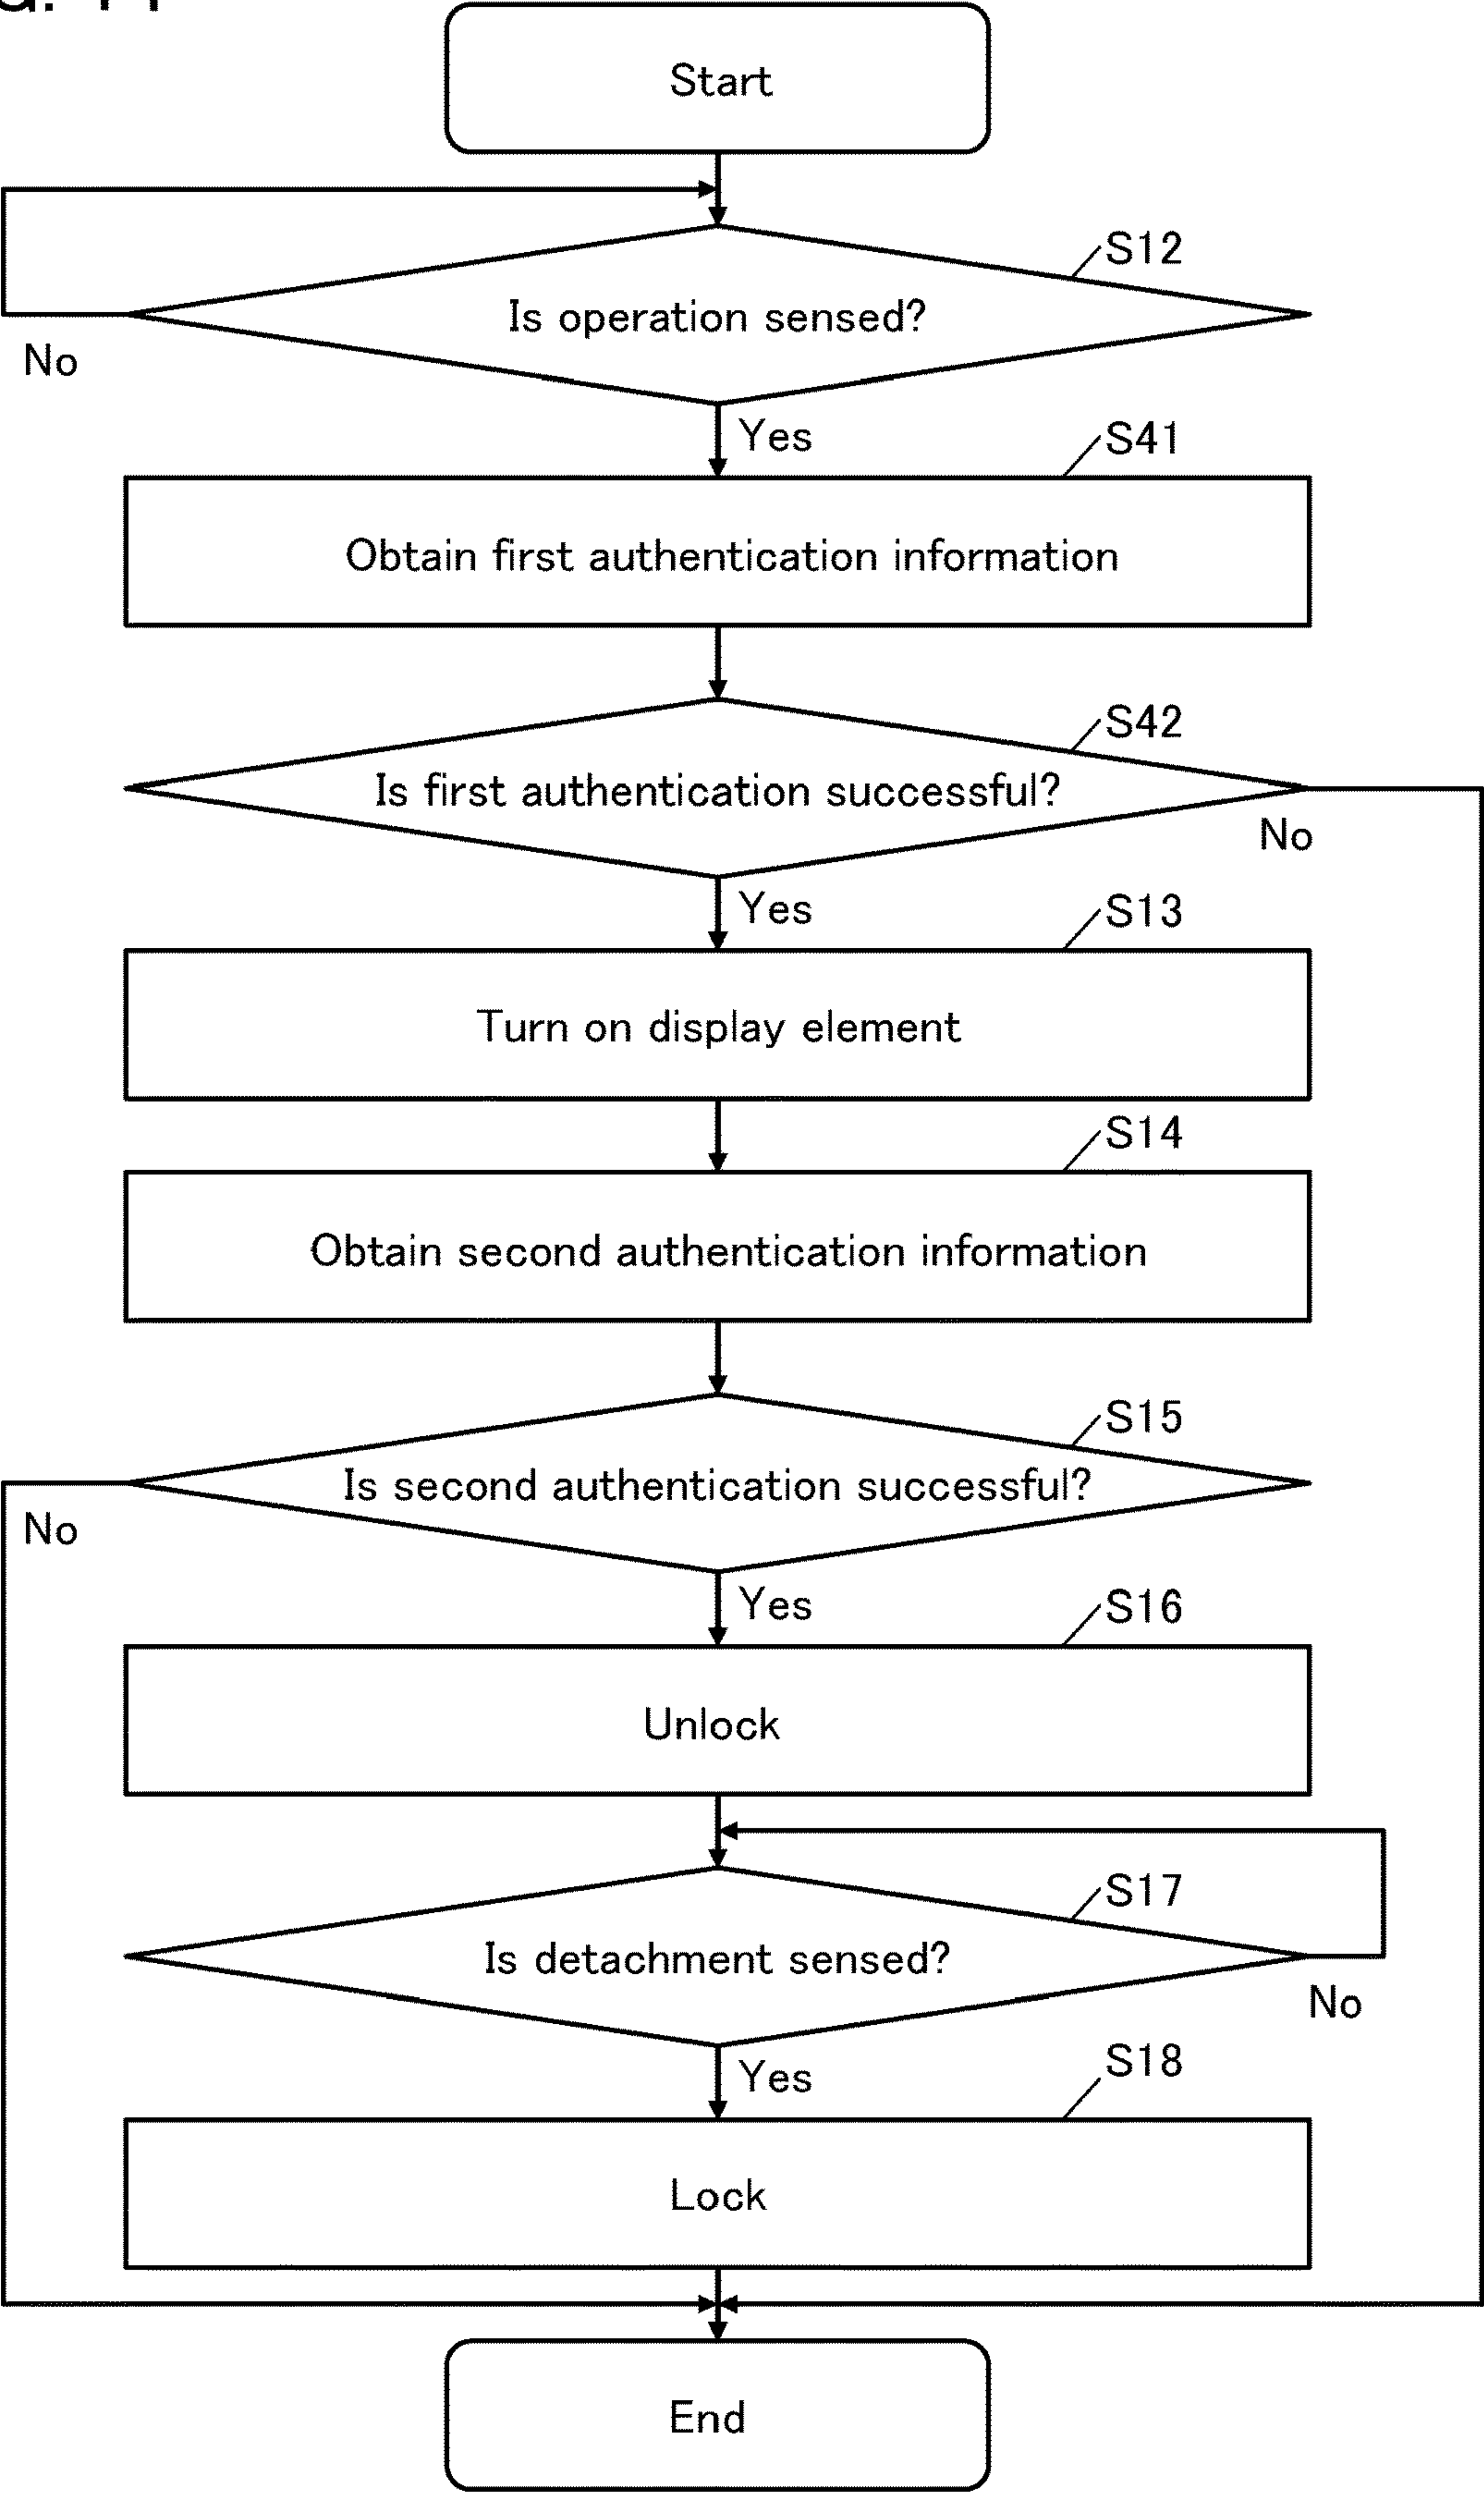 Start
S12
Is operation sensed?
No
Yes
S41
Obtain first authentication information
S42
Is first authentication successful?
No
Yes
S13
Turn on display element
S14
Obtain second authentication information
S15
Is second authentication successful?
No
Yes
S16
Unlock
S17
Is detachment sensed?
No
Yes
S18
Lock
End